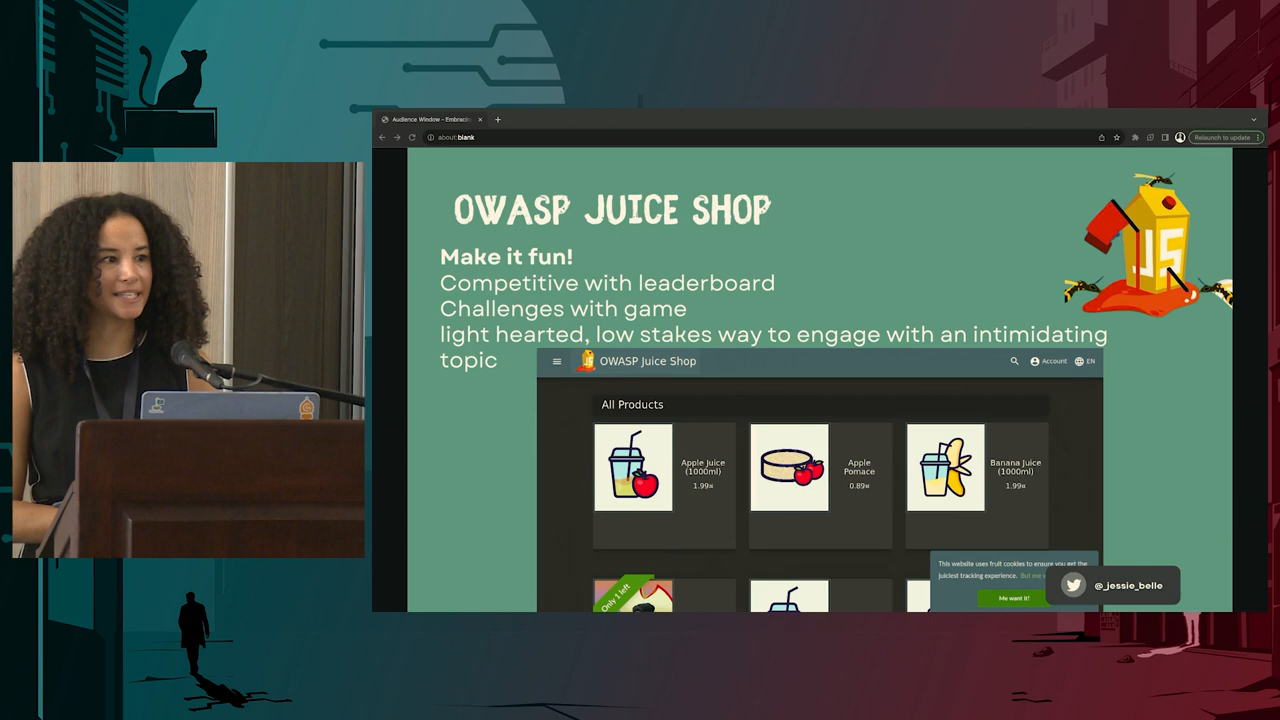 Audience Window - Embracin
about:blank
Relaunch to update
OWASP JUICE SHOP
Make it fun!
Competitive with leaderboard
Challenges with game
light hearted, low stakes way to engage with an intimidating
topic
JS
OWASP Juice Shop
Account
EN
All Products
Apple Juice
(1000ml)
1.99¤
Apple
Pomace
0.89¤
Banana Juice
(1000ml)
1.99¤
Only 1 left
This website uses fruit cookies to ensure you get the
juiciest tracking experience. But me
Me want it!
@_jessie_belle